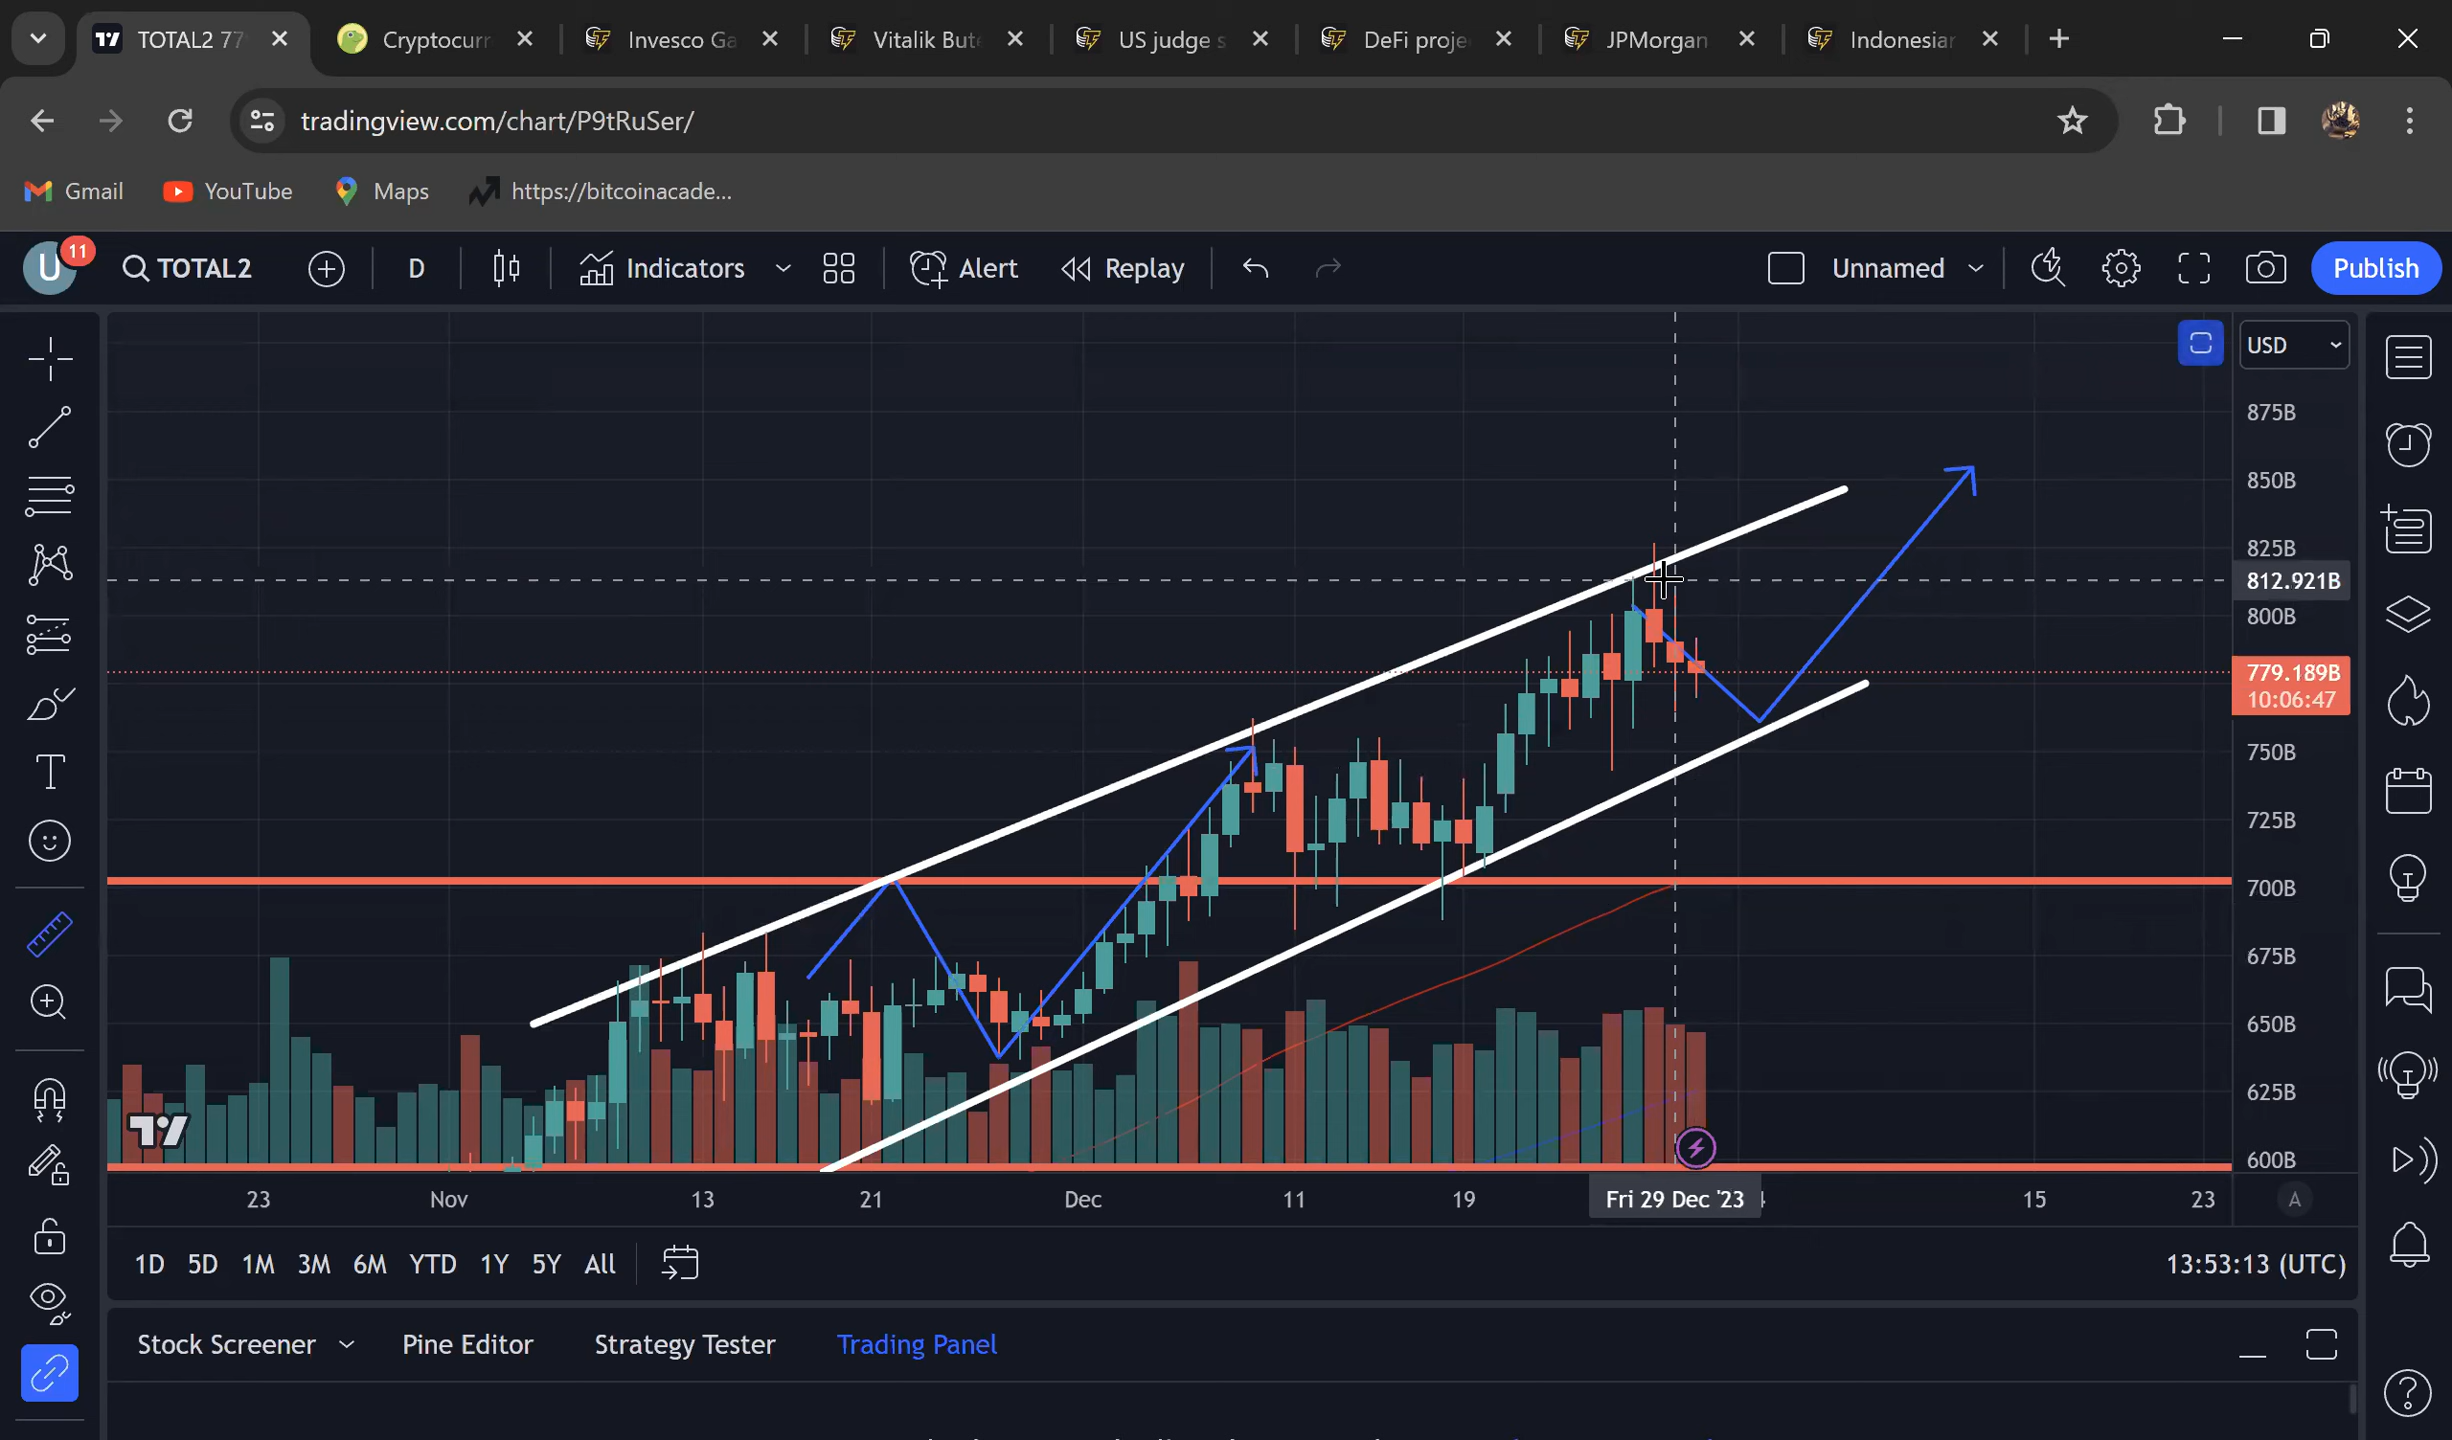 TOTAL2 77
Cryptocurr
Invesco Ga
Vitalik Bute
US judge s
DeFi proje
JPMorgan
Indonesian
tradingview.com/chart/P9tRuSer/
Gmail
YouTube
Maps
https://bitcoinacade...
U
11
TOTAL2
D
Indicators
Alert
Replay
Unnamed
Publish
USD
875B
850B
825B
812.921B
800B
779.189B
10:06:47
750B
725B
700B
675B
650B
625B
600B
23
Nov
13
21
Dec
11
19
Fri 29 Dec '23
15
23
A
1D
5D
1M
3M
6M
YTD
1Y
5Y
All
13:53:13 (UTC)
Stock Screener
Pine Editor
Strategy Tester
Trading Panel